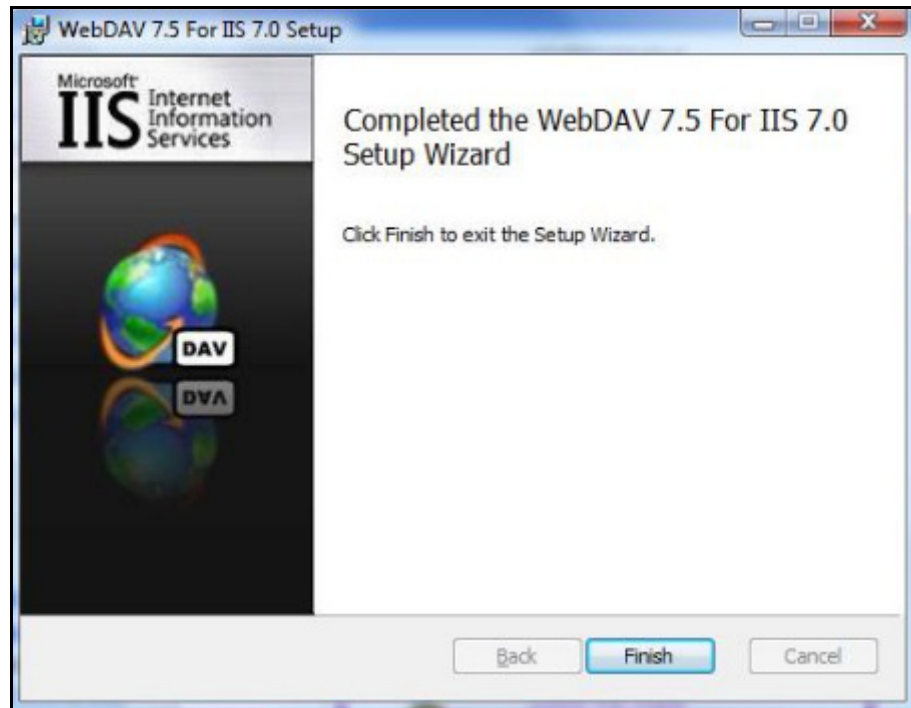 WebDAV 7.5 For IIS 7.0 Setup
Microsoft
IIS Internet
Information
Services
Completed the WebDAV 7.5 For IIS 7.0
Setup Wizard
Click Finish to exit the Setup Wizard.
DAV
DAV
Back
Finish
Cancel